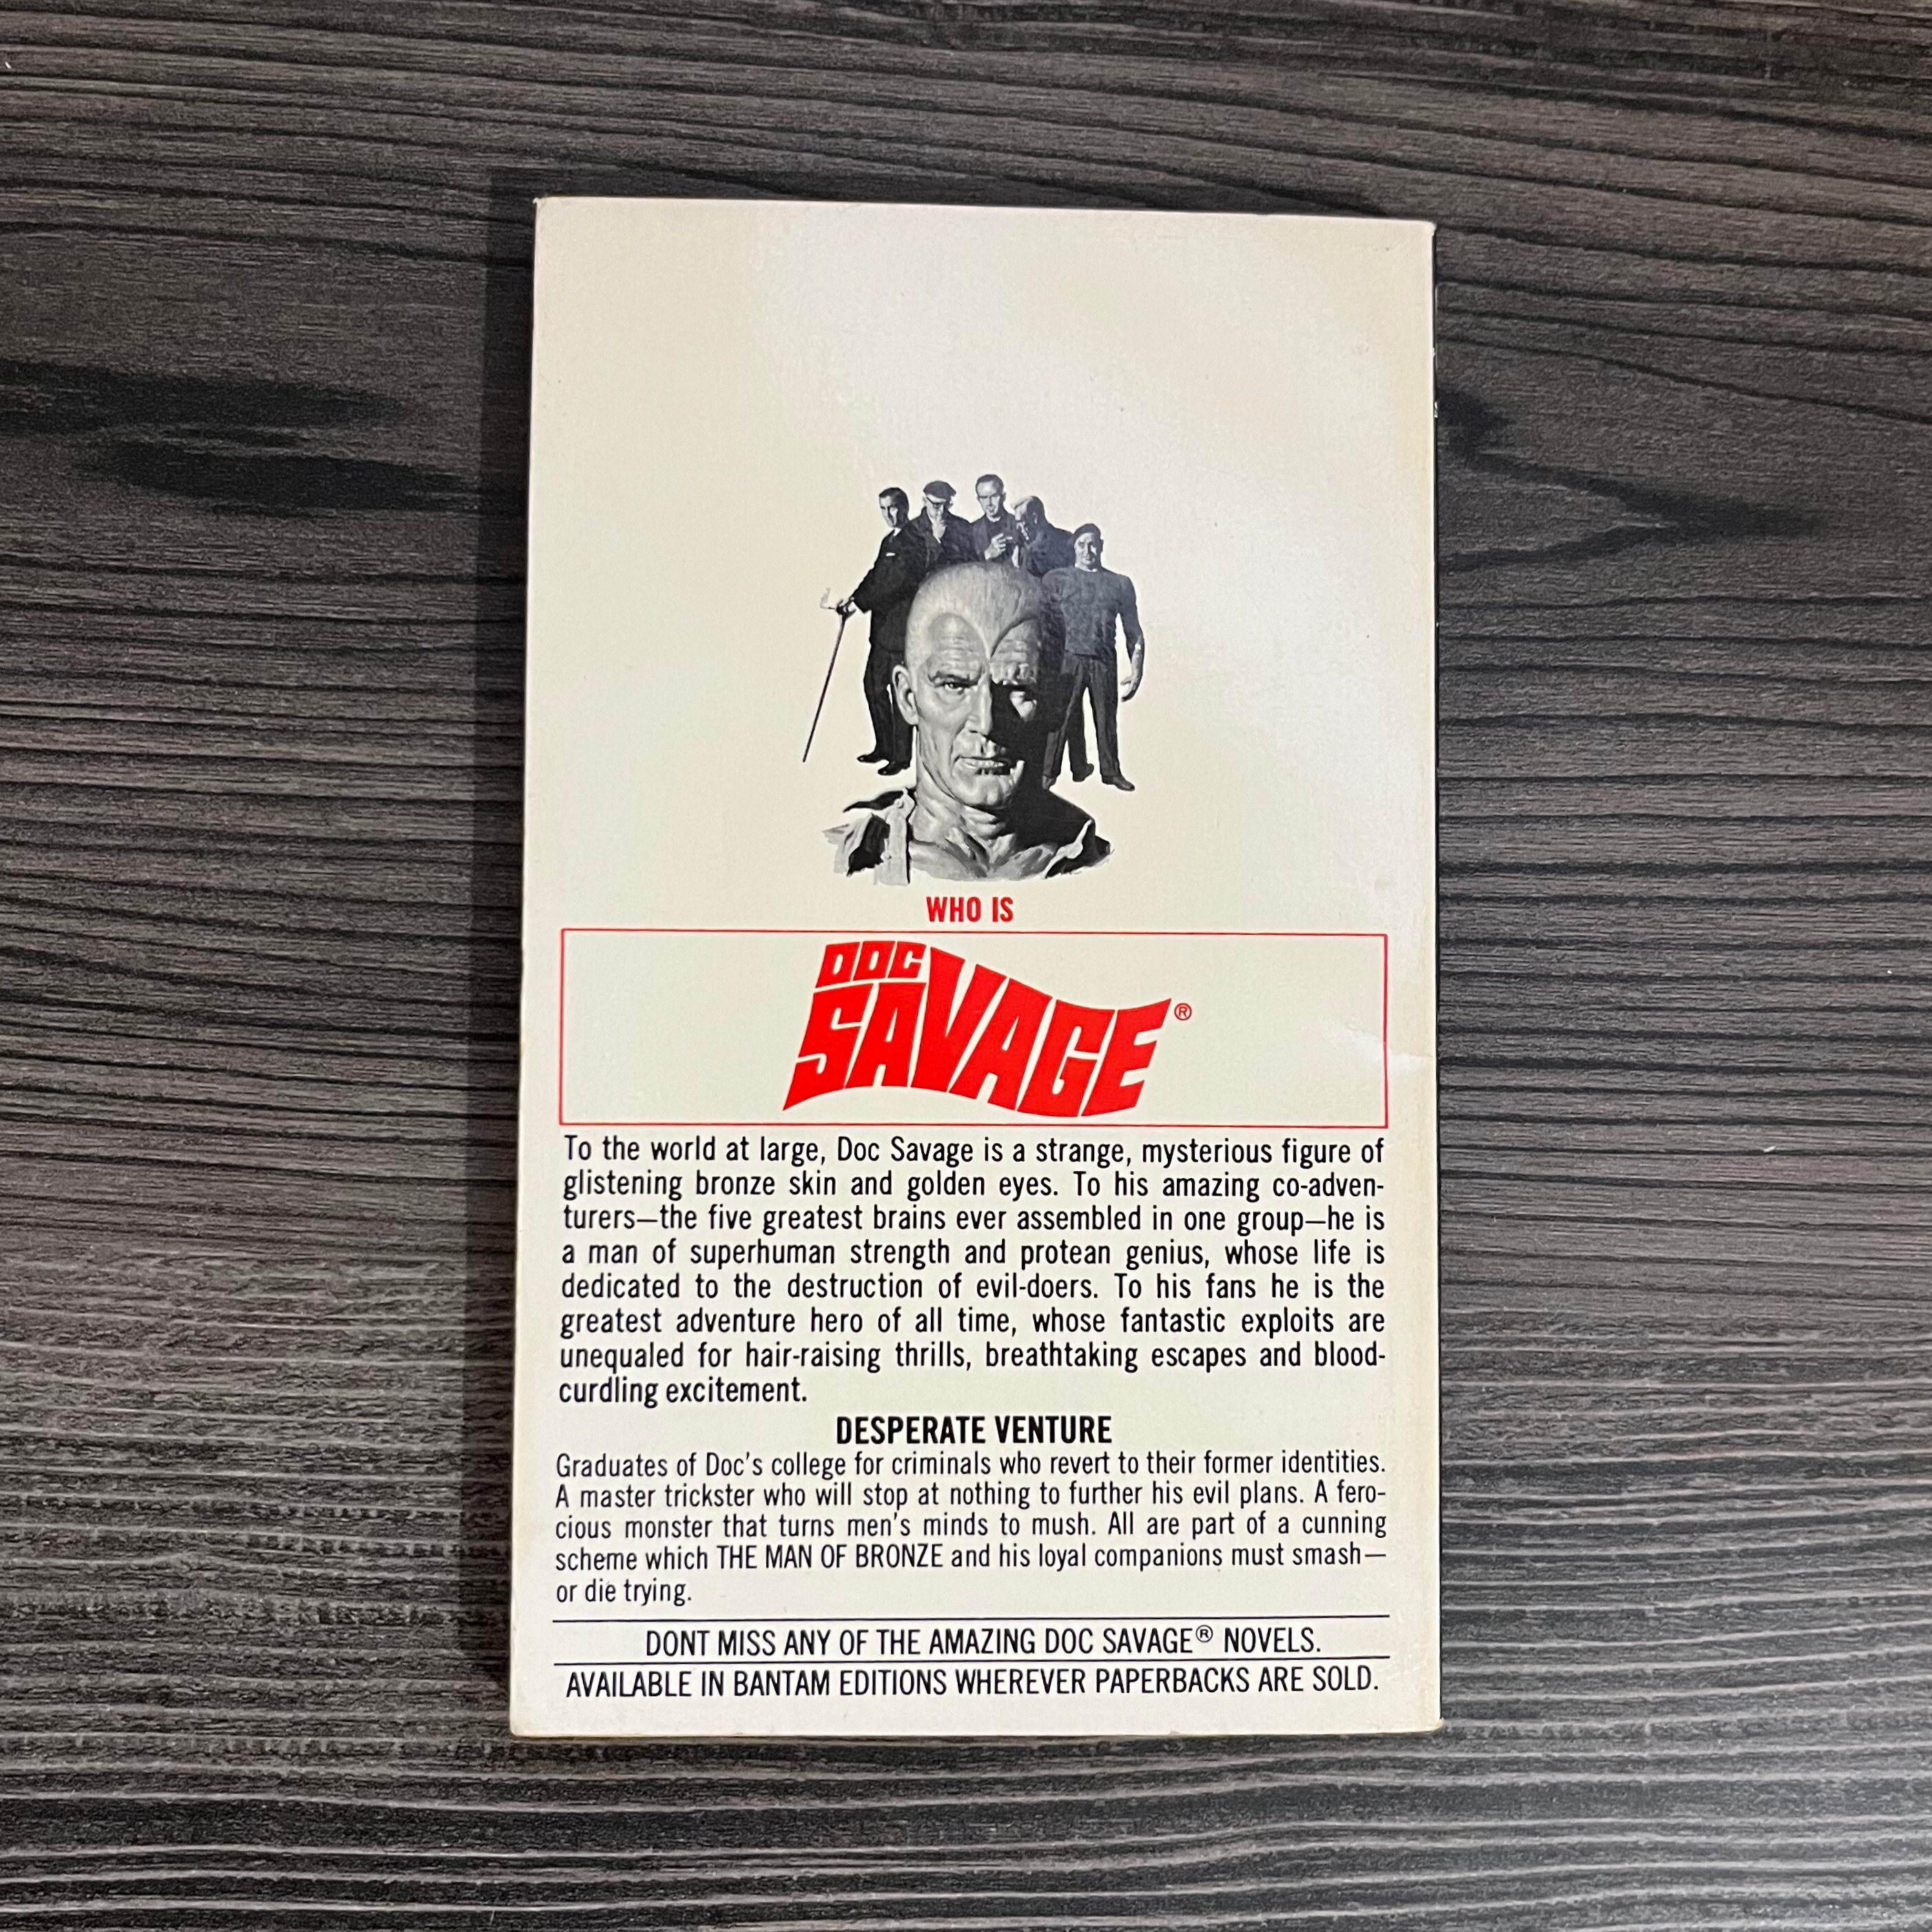 WHO IS
DOC
SAVAGE®
To the world at large, Doc Savage is a strange, mysterious figure of
glistening bronze skin and golden eyes. To his amazing co-adven-
turers—the five greatest brains ever assembled in one group—he is
a man of superhuman strength and protean genius, whose life is
dedicated to the destruction of evil-doers. To his fans he is the
greatest adventure hero of all time, whose fantastic exploits are
unequaled for hair-raising thrills, breathtaking escapes and blood-
curdling excitement.
DESPERATE VENTURE
Graduates of Doc's college for criminals who revert to their former identities.
A master trickster who will stop at nothing to further his evil plans. A fero-
cious monster that turns men's minds to mush. All are part of a cunning
scheme which THE MAN OF BRONZE and his loyal companions must smash—
or die trying.
DONT MISS ANY OF THE AMAZING DOC SAVAGE® NOVELS.
AVAILABLE IN BANTAM EDITIONS WHEREVER PAPERBACKS ARE SOLD.